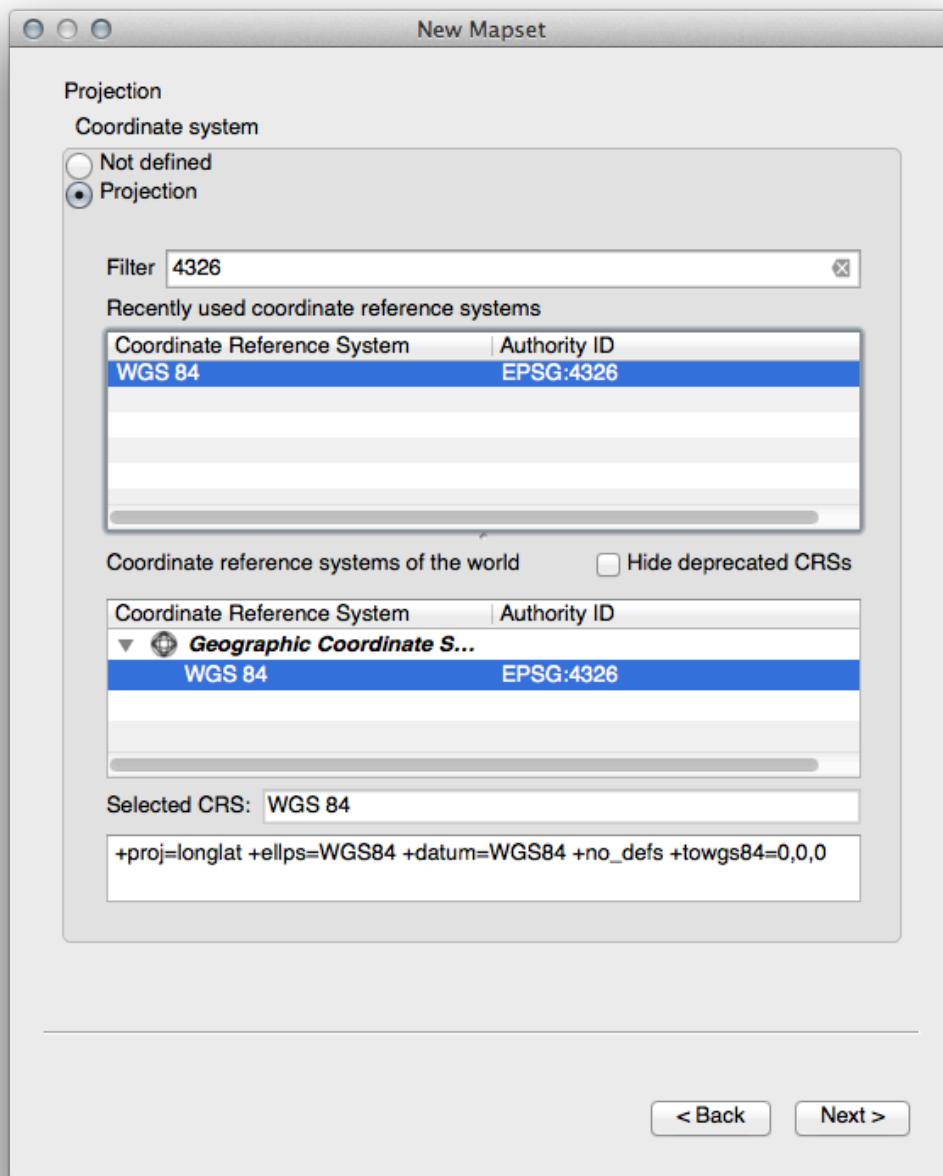 New Mapset
Projection
Coordinate system
Not defined
Projection
Filter 4326
Recently used coordinate reference systems
Coordinate Reference System Authority ID
WGS 84 EPSG:4326
Coordinate reference systems of the world Hide deprecated CRSs
Coordinate Reference System Authority ID
Geographic Coordinate S...
WGS 84 EPSG:4326
Selected CRS: WGS 84
+proj=longlat +ellps=WGS84 +datum=WGS84 +no_defs +towgs84=0,0,0
< Back Next >